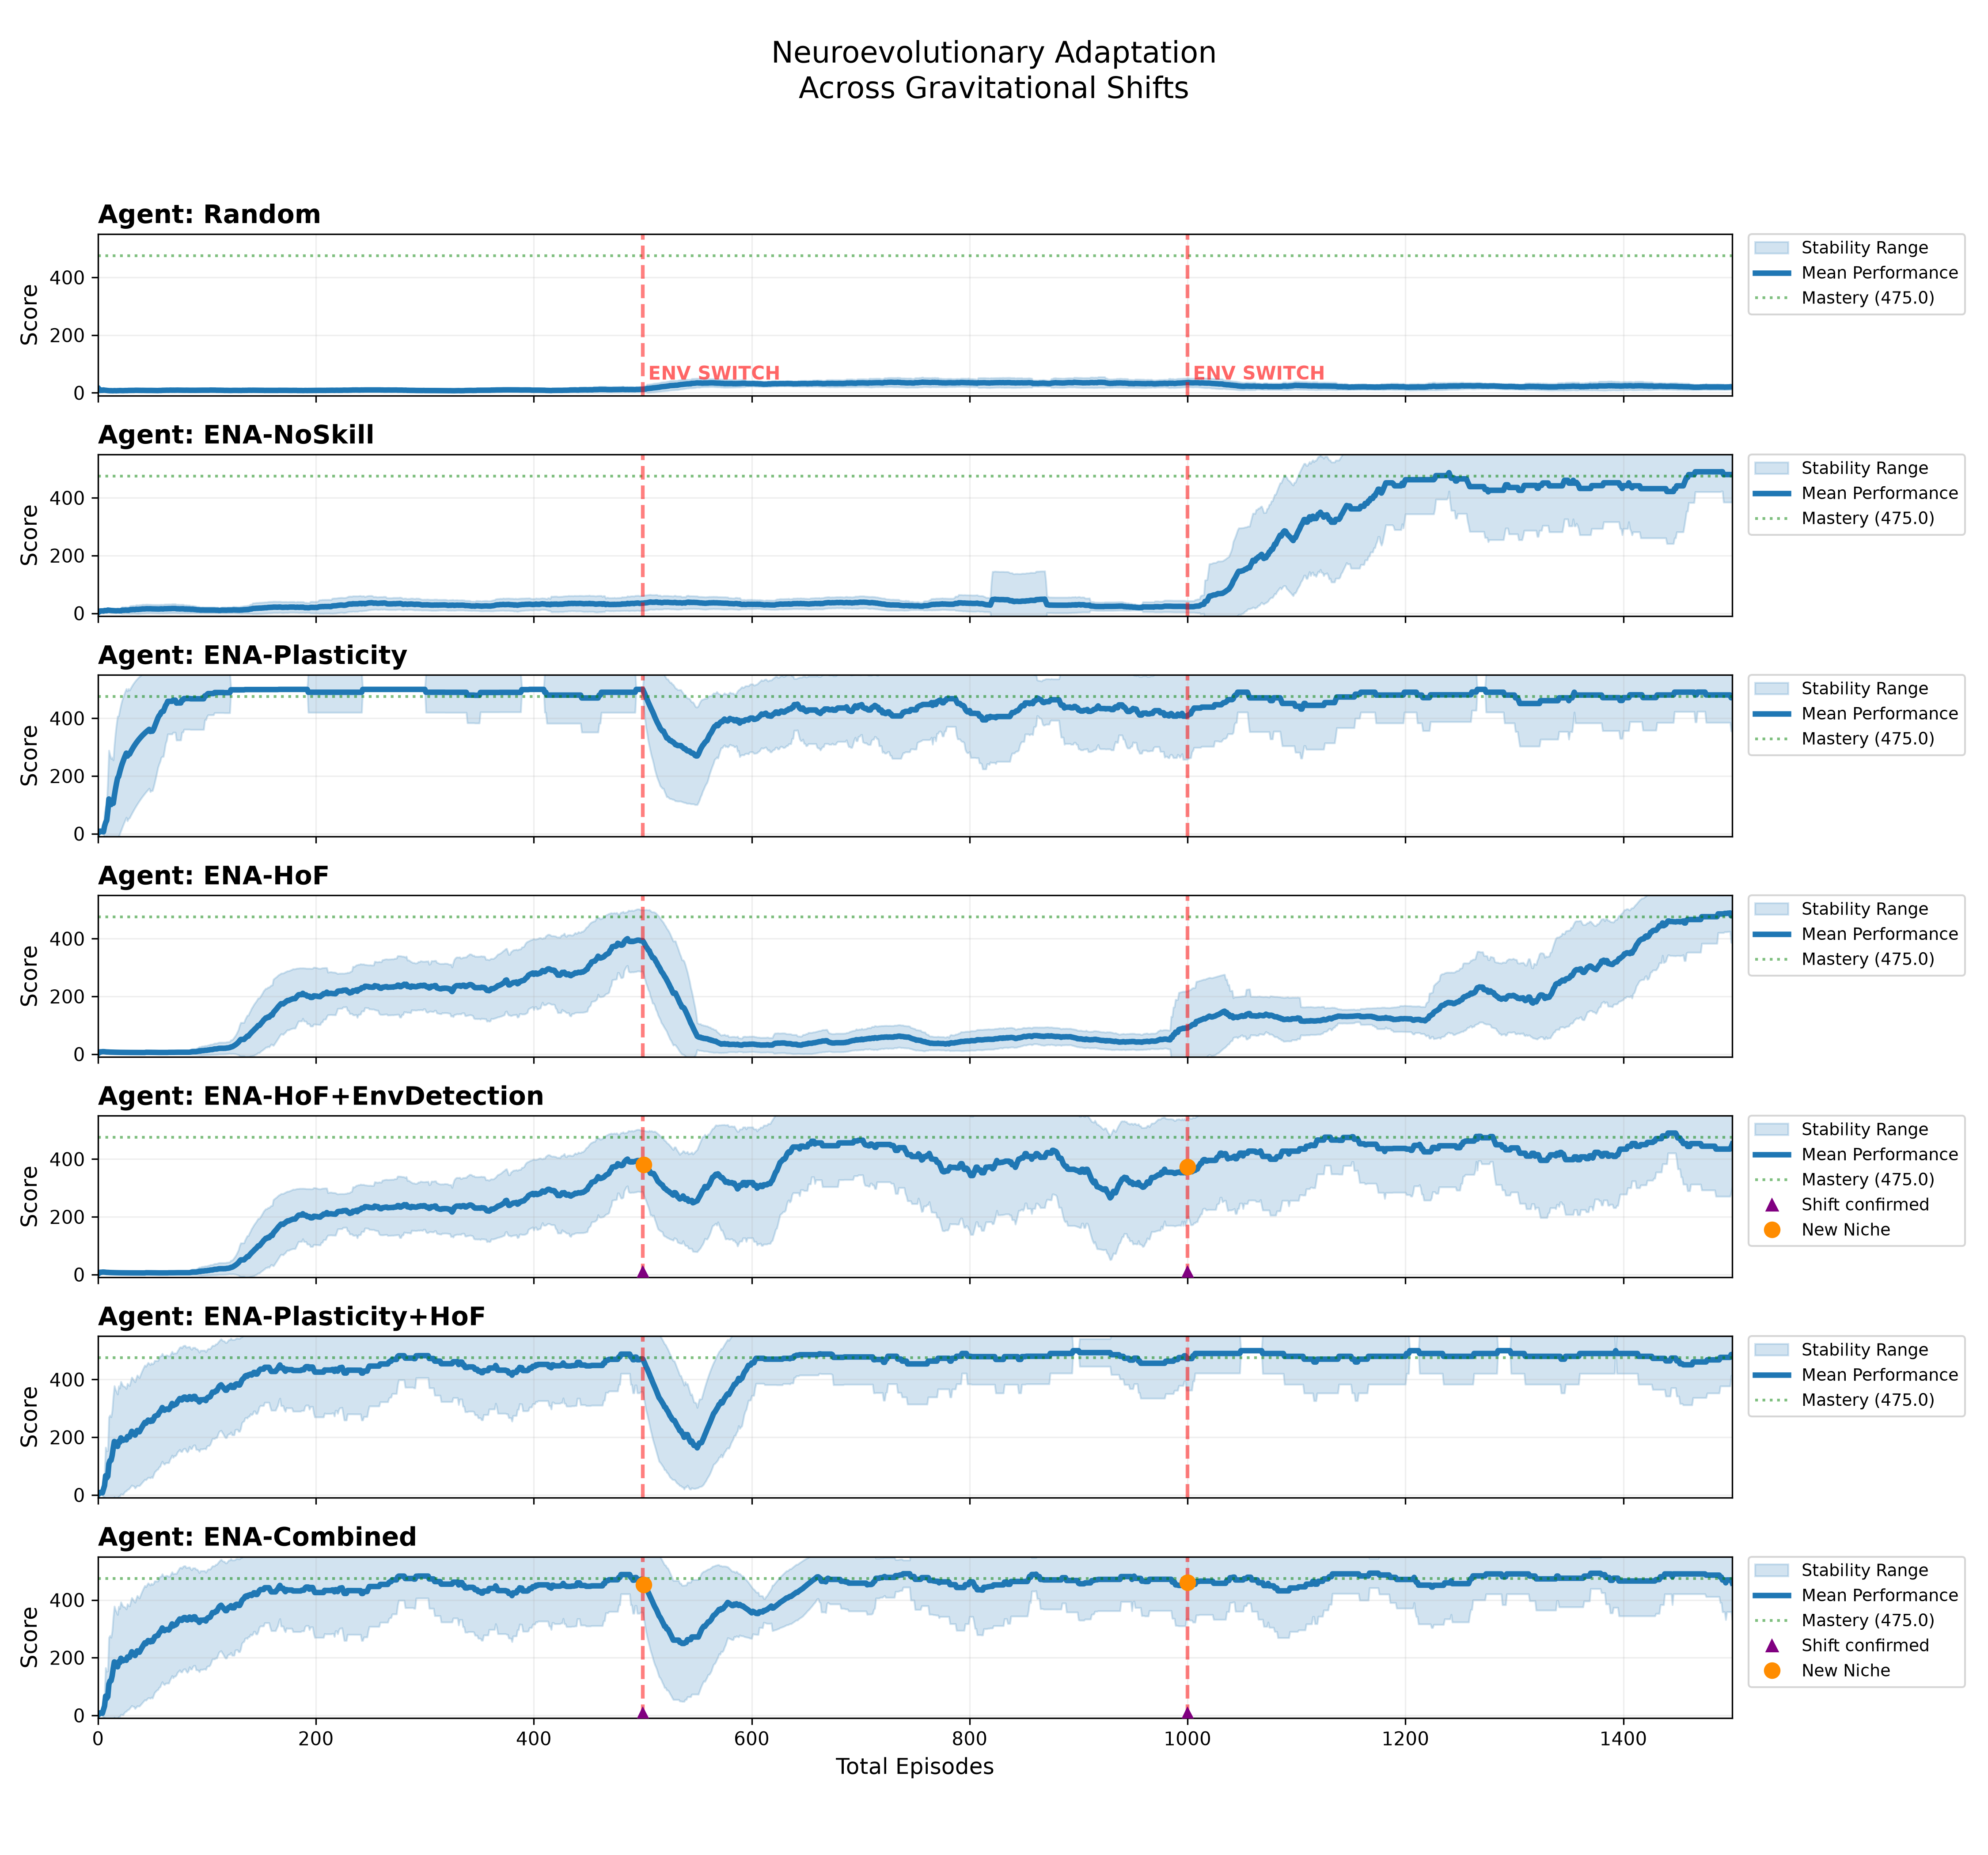 Neuroevolutionary Adaptation
Across Gravitational Shifts
Agent: Random
Score
400
200
0
ENV SWITCH
ENV SWITCH
Stability Range
Mean Performance
Mastery (475.0)
Agent: ENA-NoSkill
Score
400
200
0
Stability Range
Mean Performance
Mastery (475.0)
Agent: ENA-Plasticity
Score
400
200
0
Stability Range
Mean Performance
Mastery (475.0)
Agent: ENA-HoF
Score
400
200
0
Stability Range
Mean Performance
Mastery (475.0)
Agent: ENA-HoF+EnvDetection
Score
400
200
0
Stability Range
Mean Performance
Mastery (475.0)
Shift confirmed
New Niche
Agent: ENA-Plasticity+HoF
Score
400
200
0
Stability Range
Mean Performance
Mastery (475.0)
Agent: ENA-Combined
Score
400
200
0
Stability Range
Mean Performance
Mastery (475.0)
Shift confirmed
New Niche
0 200 400 600 800 1000 1200 1400
Total Episodes